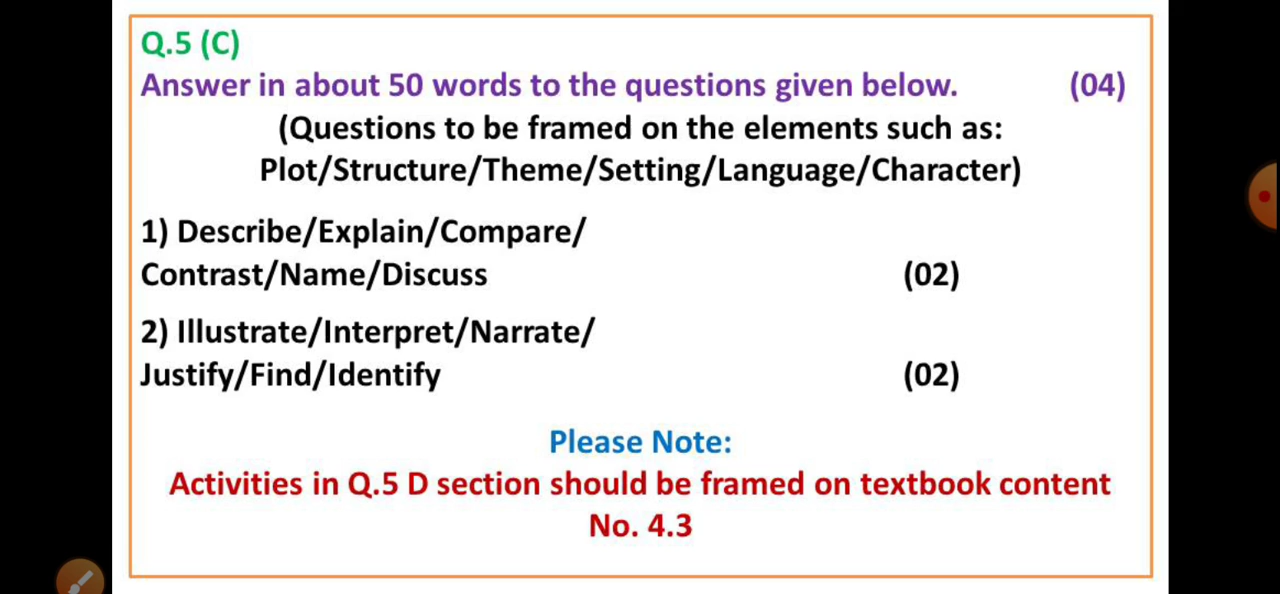 Q.5 (C)
Answer in about 50 words to the questions given below. (04)
(Questions to be framed on the elements such as:
Plot/Structure/Theme/Setting/Language/Character)
1) Describe/Explain/Compare/
Contrast/Name/Discuss (02)
2) Illustrate/Interpret/Narrate/
Justify/Find/Identify (02)
Please Note:
Activities in Q.5 D section should be framed on textbook content
No. 4.3